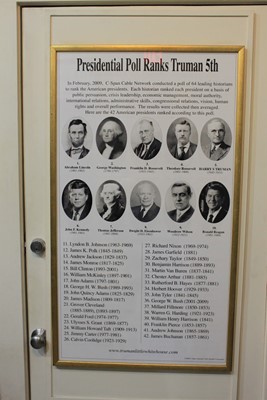 Presidential Poll Ranks Truman 5th
In February, 2009, C-Span Cable Network conducted a poll of 64 leading historians
to rank the American presidents. Each historian ranked each president on a basis of
public persuasion, crisis leadership, economic management, moral authority,
international relations, administrative skills, congressional relations, vision, human
rights and overall performance. The results were collected then averaged.
Here are the 42 American presidents ranked according to this poll:
1.
Abraham Lincoln
2.
George Washington
3.
Franklin D. Roosevelt
4.
Theodore Roosevelt
5.
HARRY S TRUMAN
6.
John F. Kennedy
7.
Thomas Jefferson
8.
Dwight D. Eisenhower
9.
Woodrow Wilson
10.
Ronald Reagan
11. Lyndon B. Johnson (1963-1969)
12. James K. Polk (1845-1849)
13. Andrew Jackson (1829-1837)
14. James Monroe (1817-1825)
15. Bill Clinton (1993-2001)
16. William McKinley (1897-1901)
17. John Adams (1797-1801)
18. George H. W. Bush (1989-1993)
19. John Quincy Adams (1825-1829)
20. James Madison (1809-1817)
21. Grover Cleveland
(1885-1889), (1893-1897)
22. Gerald Ford (1974-1977)
23. Ulysses S. Grant (1869-1877)
24. William Howard Taft (1909-1913)
25. Jimmy Carter (1977-1981)
26. Calvin Coolidge (1923-1929)
27. Richard Nixon (1969-1974)
28. James Garfield (1881)
29. Zachary Taylor (1849-1850)
30. Benjamin Harrison (1889-1893)
31. Martin Van Buren (1837-1841)
32. Chester Arthur (1881-1885)
33. Rutherford B. Hayes (1877-1881)
34. Herbert Hoover (1929-1933)
35. John Tyler (1841-1845)
36. George W. Bush (2001-2009)
37. Millard Fillmore (1850-1853)
38. Warren G. Harding (1921-1923)
39. William Henry Harrison (1841)
40. Franklin Pierce (1853-1857)
41. Andrew Johnson (1865-1869)
42. James Buchanan (1857-1861)